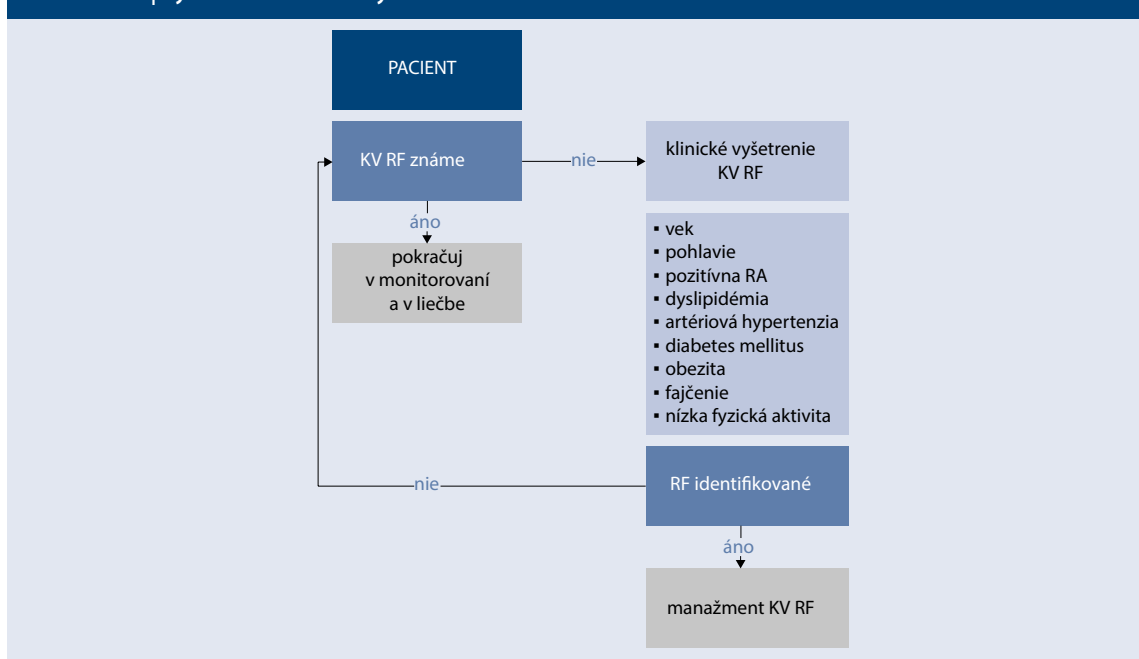 PACIENT
KV RF známe
nie
klinické vyšetrenie
KV RF
áno
pokračuj
v monitorovaní
a v liečbe
▪ vek
▪ pohlavie
▪ pozitívna RA
▪ dyslipidémia
▪ artériová hypertenzia
▪ diabetes mellitus
▪ obezita
▪ fajčenie
▪ nízka fyzická aktivita
nie
RF identifikované
áno
manažment KV RF